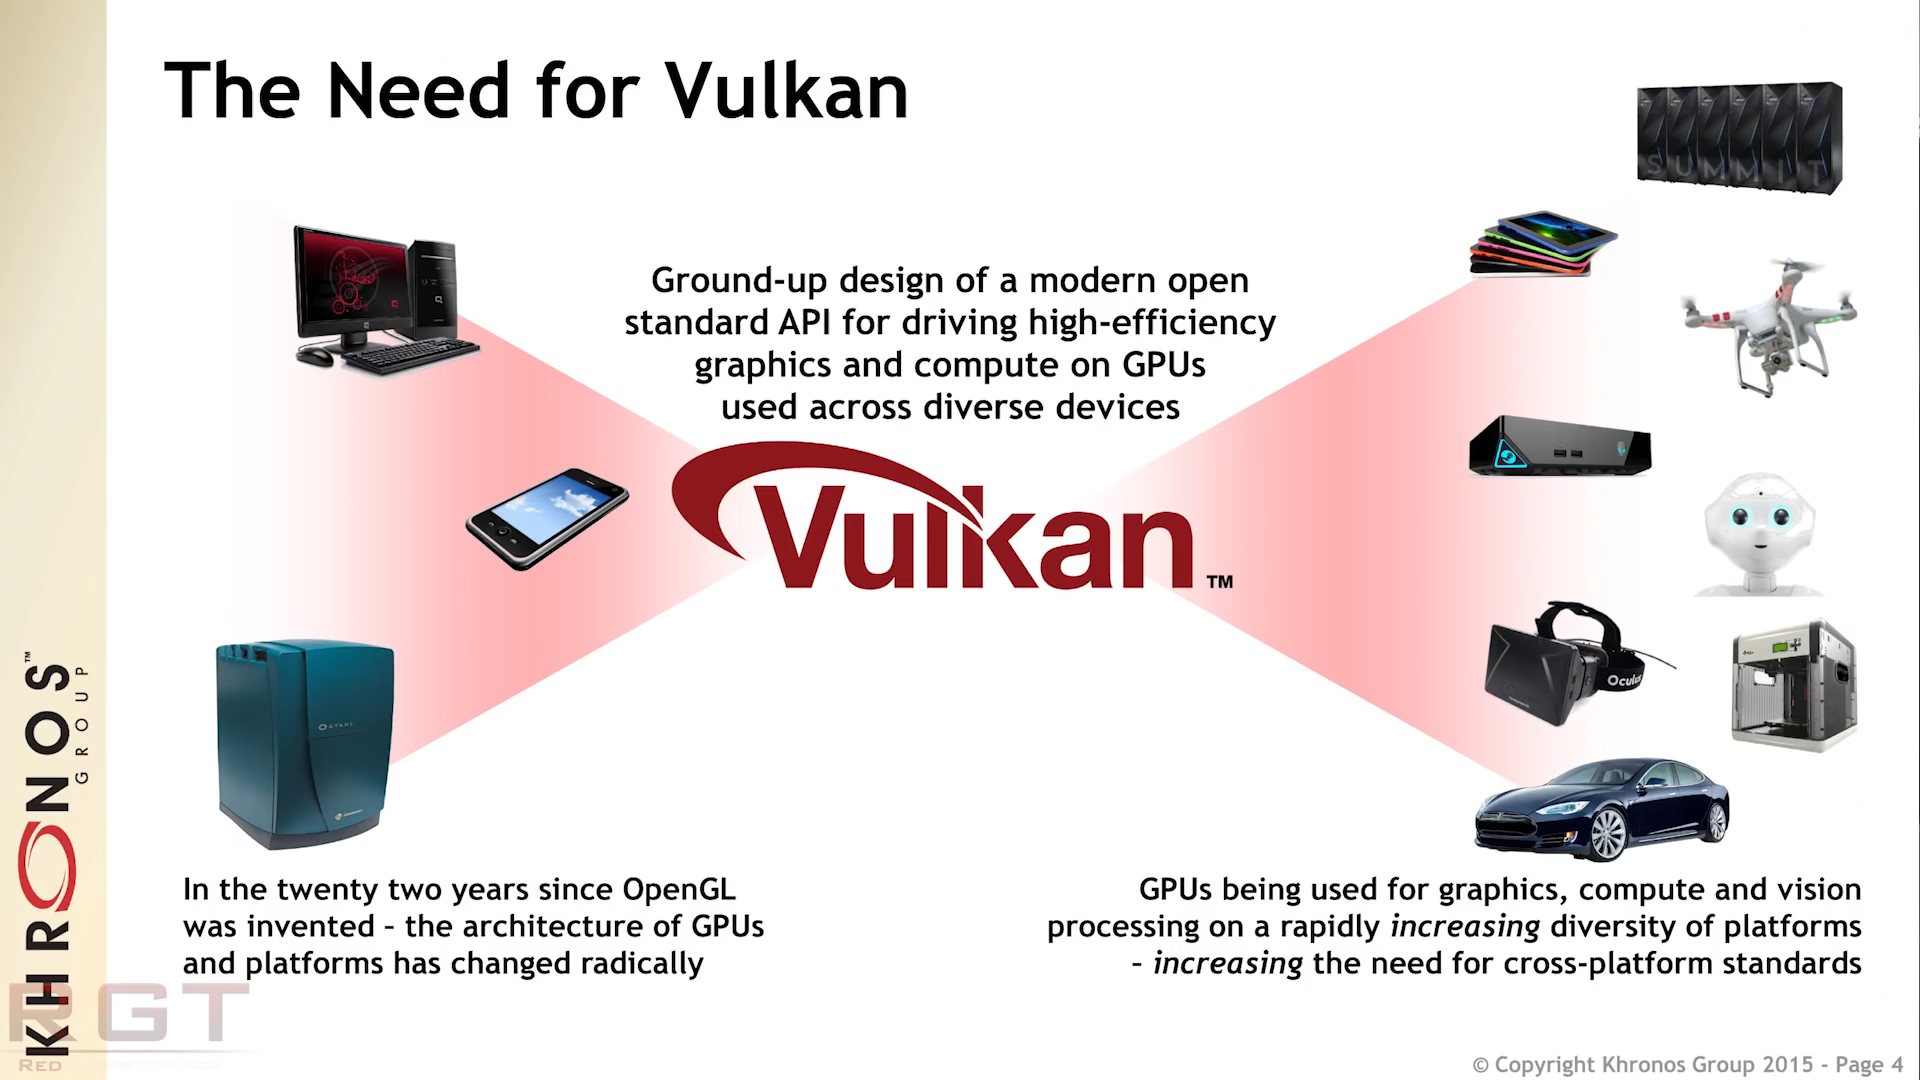 The Need for Vulkan
SUMMIT
Ground-up design of a modern open
standard API for driving high-efficiency
graphics and compute on GPUs
used across diverse devices
Vulkan™
Oculus
In the twenty two years since OpenGL
was invented – the architecture of GPUs
and platforms has changed radically
GPUs being used for graphics, compute and vision
processing on a rapidly increasing diversity of platforms
– increasing the need for cross-platform standards
KHRONOS™
GROUP
RGT
RED
© Copyright Khronos Group 2015 - Page 4